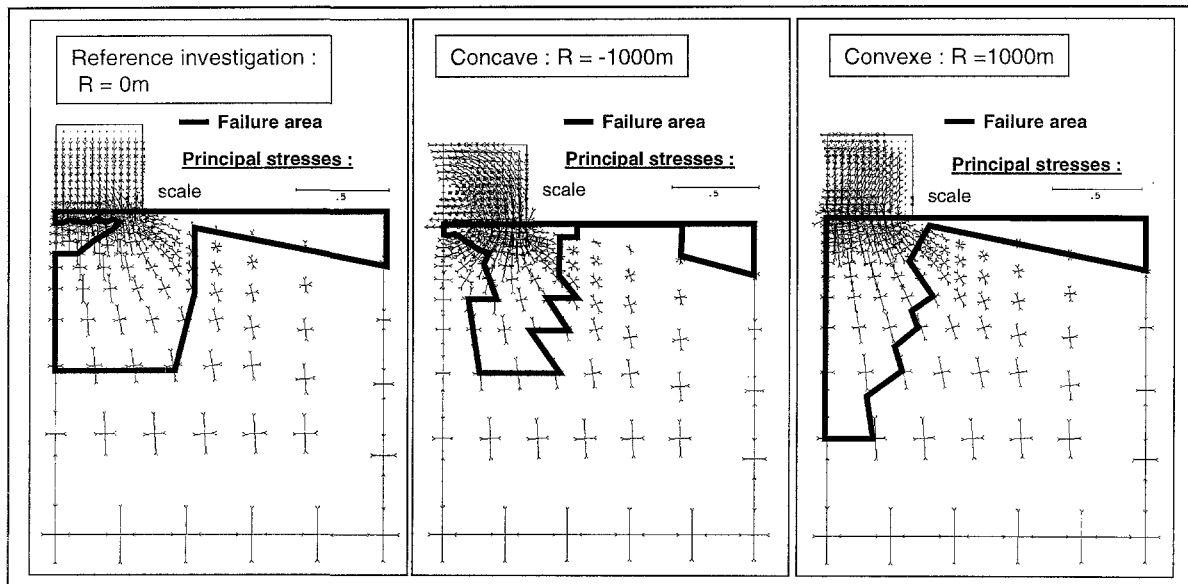 Reference investigation :
R = 0m
Failure area
Principal stresses :
scale
.5
Concave : R = -1000m
Failure area
Principal stresses :
scale
.5
Convexe : R =1000m
Failure area
Principal stresses :
scale
.5